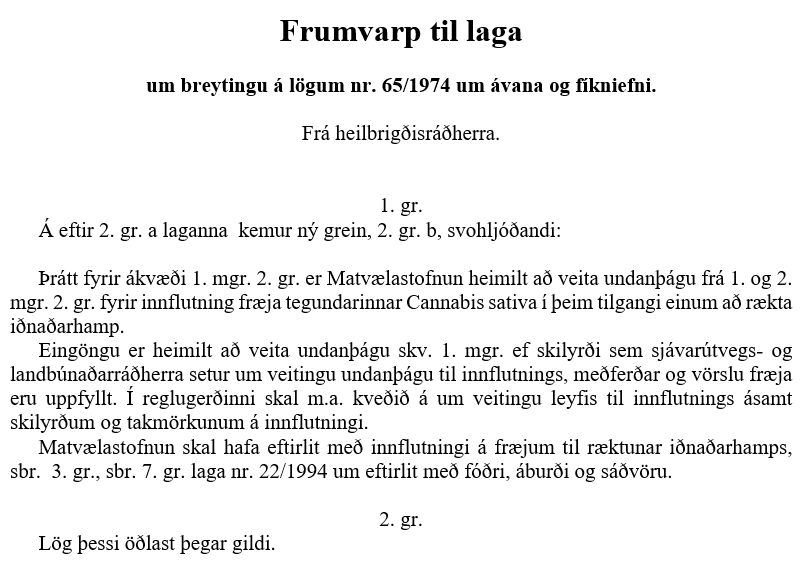 Frumvarp til laga
um breytingu á lögum nr. 65/1974 um ávana og fíkniefni.
Frá heilbrigðisráðherra.
1. gr.
Á eftir 2. gr. a laganna kemur ný grein, 2. gr. b, svohljóðandi:
Þrátt fyrir ákvæði 1. mgr. 2. gr. er Matvælastofnun heimilt að veita undanþágu frá 1. og 2.
mgr. 2. gr. fyrir innflutning fræja tegundarinnar Cannabis sativa í þeim tilgangi einum að rækta
iðnaðarhamp.
Eingöngu er heimilt að veita undanþágu skv. 1. mgr. ef skilyrði sem sjávarútvegs- og
landbúnaðarráðherra setur um veitingu undanþágu til innflutnings, meðferðar og vörslu fræja
eru uppfyllt. Í reglugerðinni skal m.a. kveðið á um veitingu leyfis til innflutnings ásamt
skilyrðum og takmörkunum á innflutningi.
Matvælastofnun skal hafa eftirlit með innflutningi á fræjum til ræktunar iðnaðarhamps,
sbr. 3. gr., sbr. 7. gr. laga nr. 22/1994 um eftirlit með fóðri, áburði og sáðvöru.
2. gr.
Lög þessi öðlast þegar gildi.